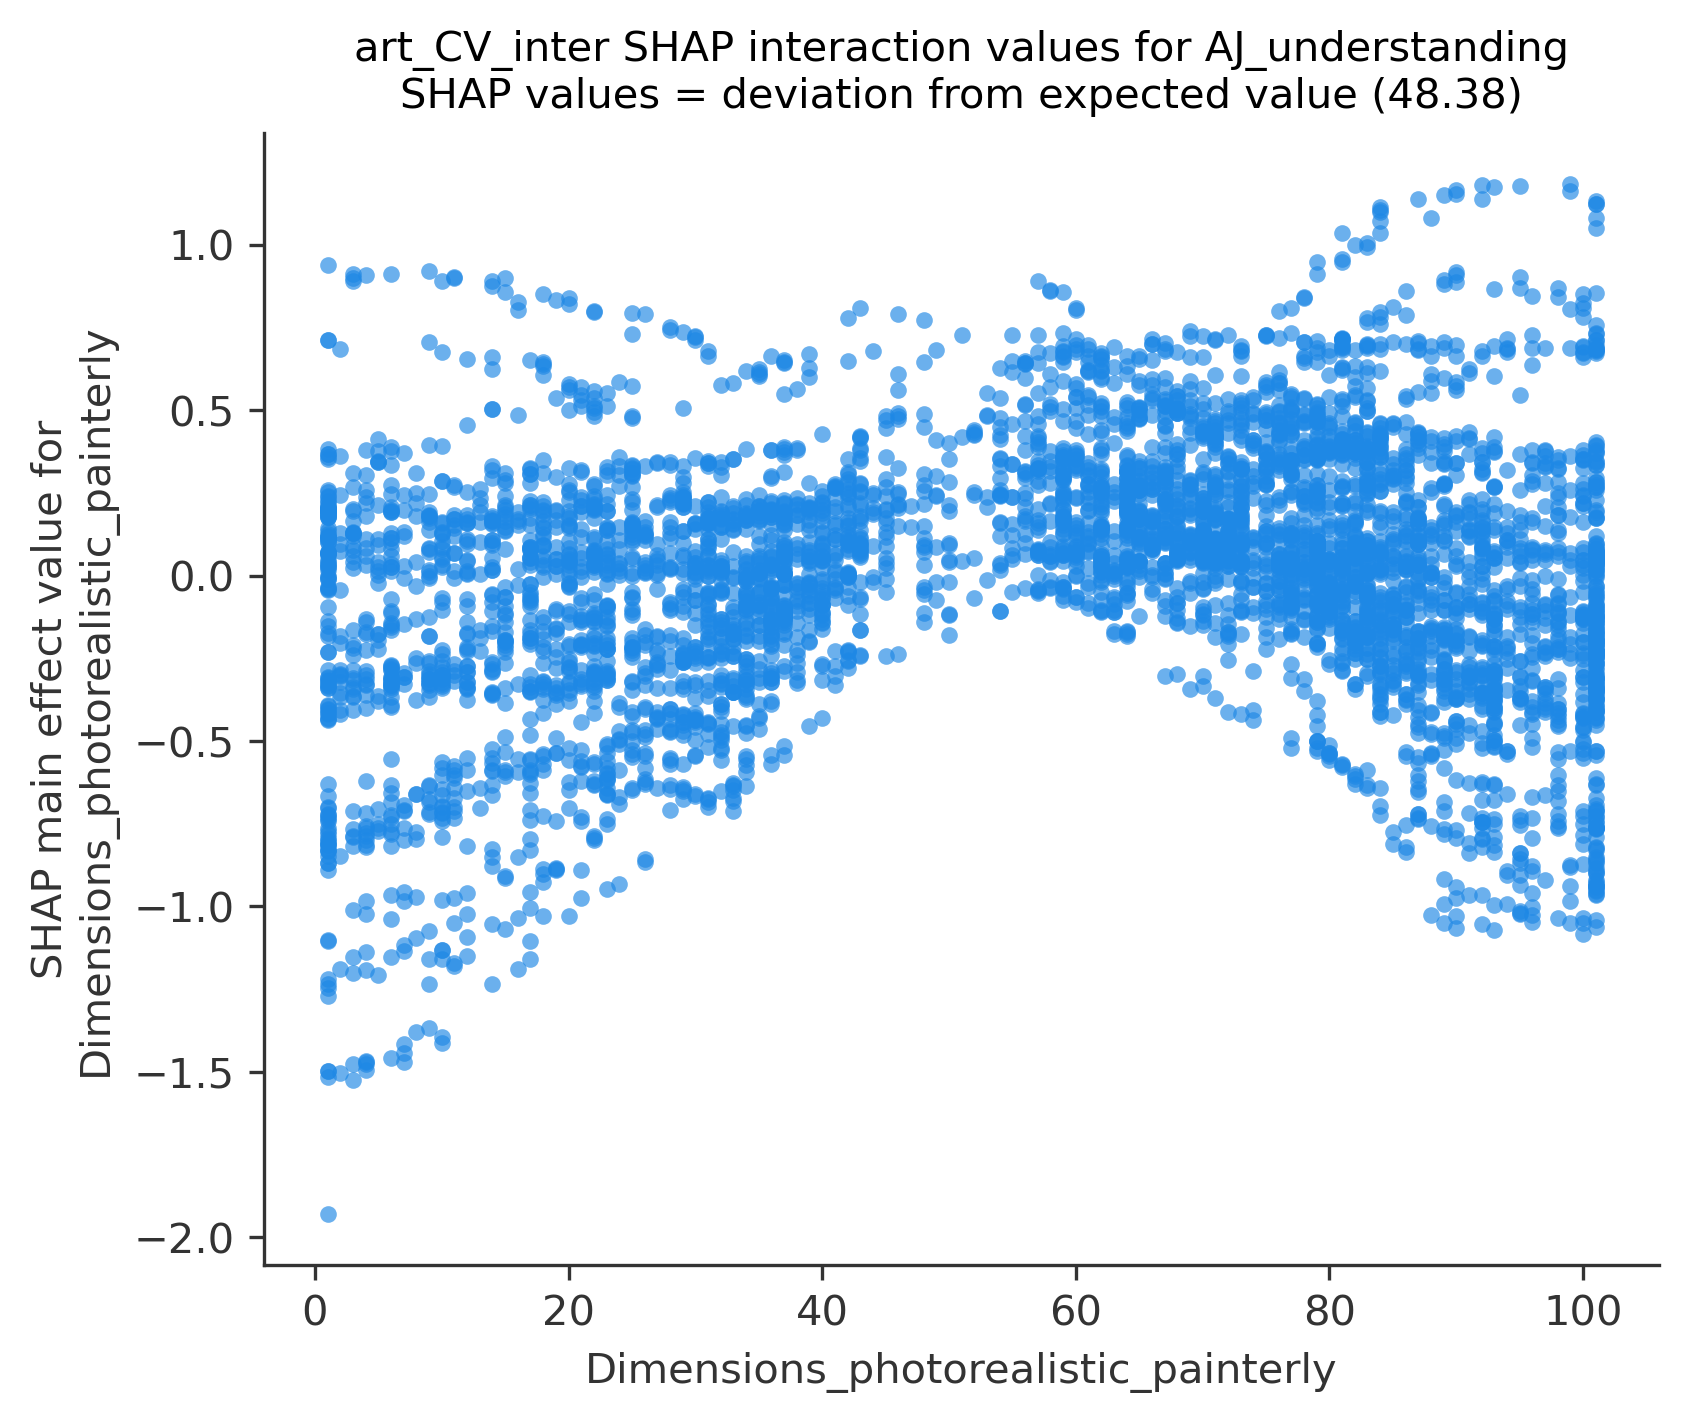 art_CV_inter SHAP interaction values for AJ_understanding
SHAP values = deviation from expected value (48.38)
SHAP main effect value for
Dimensions_photorealistic_painterly
1.0
0.5
0.0
−0.5
−1.0
−1.5
−2.0
0 20 40 60 80 100
Dimensions_photorealistic_painterly